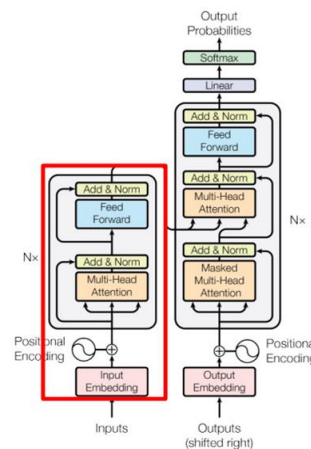 Output
Probabilities
Softmax
Linear
Add & Norm
Feed
Forward
Add & Norm
Multi-Head
Attention
Add & Norm
Masked
Multi-Head
Attention
Nx
Positional
Encoding
Output
Embedding
Outputs
(shifted right)
Add & Norm
Feed
Forward
Add & Norm
Multi-Head
Attention
Nx
Positional
Encoding
Input
Embedding
Inputs